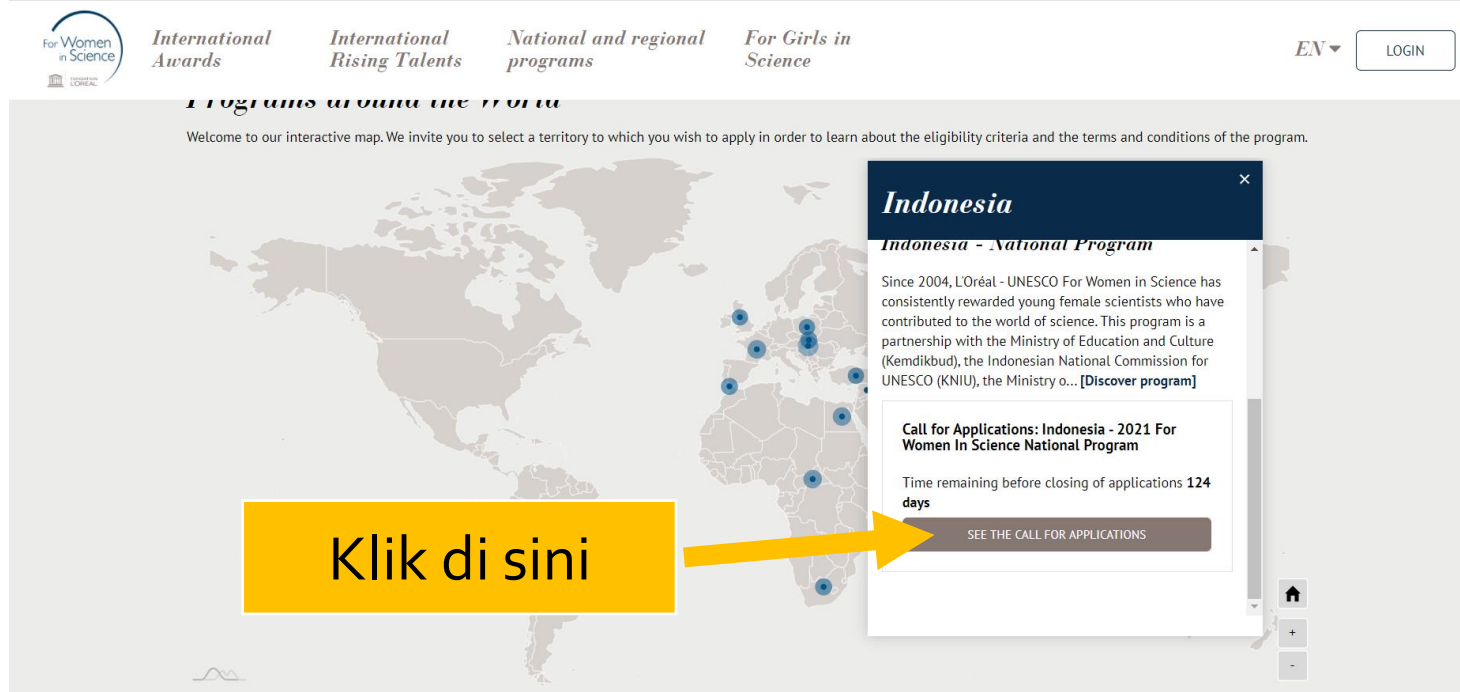 For Women
in Science
FONDATION
L'ORÉAL
International
Awards
International
Rising Talents
National and regional
programs
For Girls in
Science
EN
LOGIN
Programs around the World
Welcome to our interactive map. We invite you to select a territory to which you wish to apply in order to learn about the eligibility criteria and the terms and conditions of the program.
Indonesia
×
Indonesia - National Program
Since 2004, L'Oréal - UNESCO For Women in Science has
consistently rewarded young female scientists who have
contributed to the world of science. This program is a
partnership with the Ministry of Education and Culture
(Kemdikbud), the Indonesian National Commission for
UNESCO (KNIU), the Ministry o... [Discover program]
Call for Applications: Indonesia - 2021 For
Women In Science National Program
Time remaining before closing of applications 124
days
SEE THE CALL FOR APPLICATIONS
Klik di sini
+
-